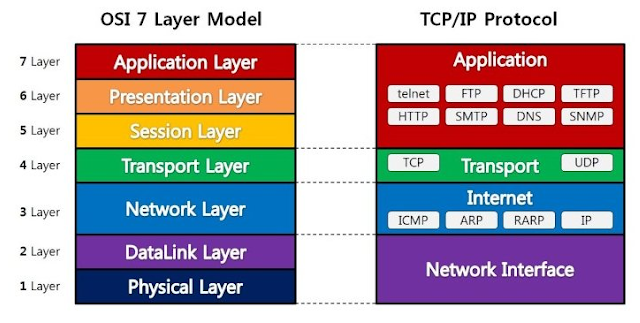 OSI 7 Layer Model
TCP/IP Protocol
7 Layer
Application Layer
6 Layer
Presentation Layer
5 Layer
Session Layer
4 Layer
Transport Layer
3 Layer
Network Layer
2 Layer
DataLink Layer
1 Layer
Physical Layer
Application
telnet FTP DHCP TFTP
HTTP SMTP DNS SNMP
TCP Transport UDP
Internet
ICMP ARP RARP IP
Network Interface